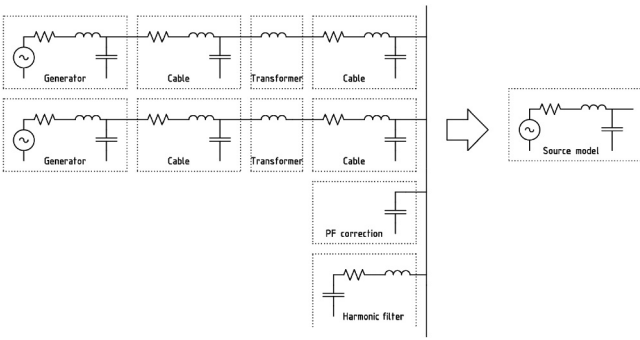 Generator
Cable
Transformer
Cable
Generator
Cable
Transformer
Cable
Source model
PF correction
Harmonic filter